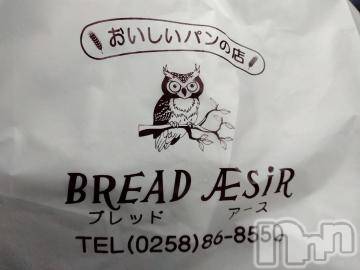 おいしいパンの店
BREAD ÆSiR
ブレッド アース
TEL(0258)86-8550